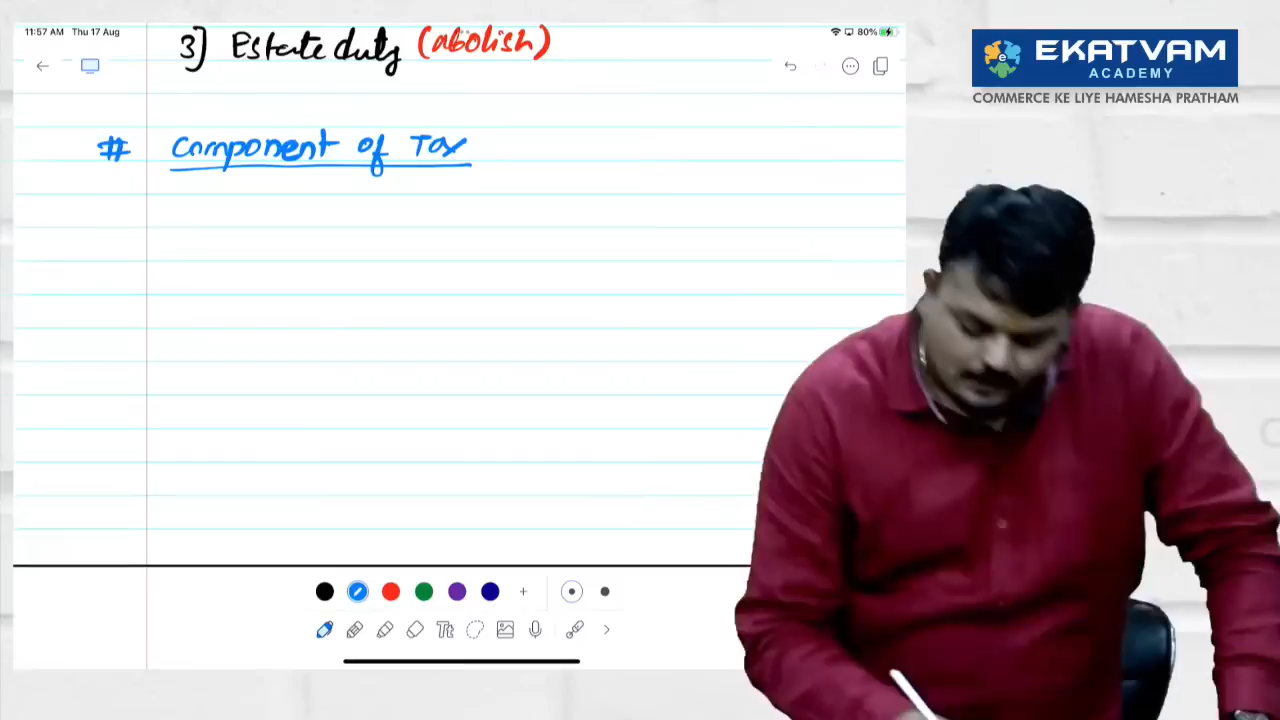 11:57 AM Thu 17 Aug
80%
3] Estate duty (abolish)
# Component of Tax
Tt
e
EKATVAM
ACADEMY
COMMERCE KE LIYE HAMESHA PRATHAM